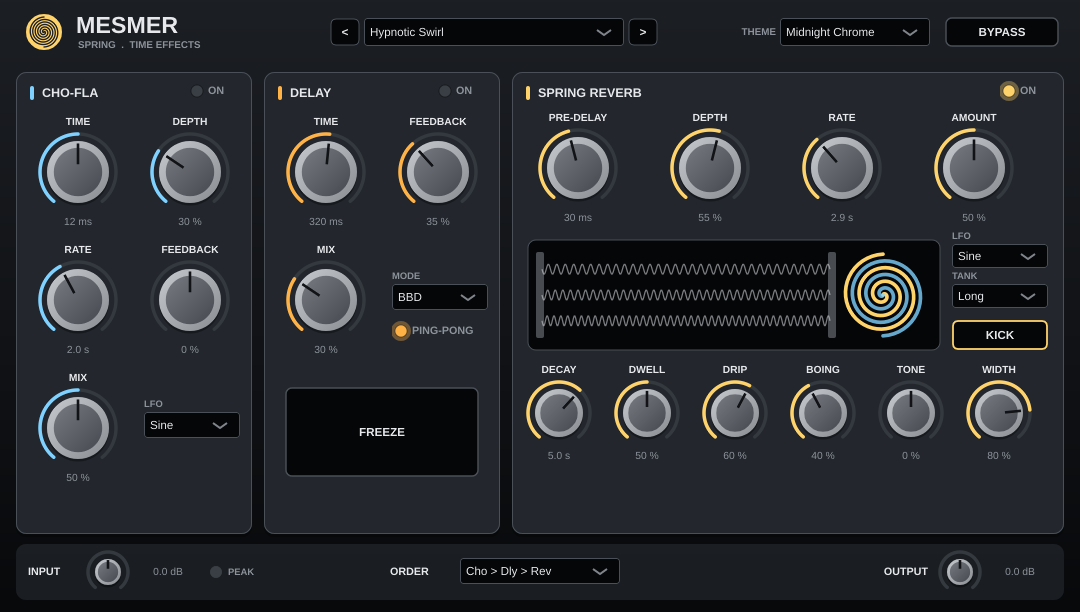 MESMER
SPRING . TIME EFFECTS
<
Hypnotic Swirl
>
THEME
Midnight Chrome
BYPASS
CHO-FLA
ON
TIME
DEPTH
12 ms
30 %
RATE
FEEDBACK
2.0 s
0 %
MIX
LFO
Sine
50 %
DELAY
ON
TIME
FEEDBACK
320 ms
35 %
MIX
MODE
BBD
PING-PONG
30 %
FREEZE
SPRING REVERB
ON
PRE-DELAY
DEPTH
RATE
AMOUNT
30 ms
55 %
2.9 s
50 %
LFO
Sine
TANK
Long
KICK
DECAY
DWELL
DRIP
BOING
TONE
WIDTH
5.0 s
50 %
60 %
40 %
0 %
80 %
INPUT
0.0 dB
PEAK
ORDER
Cho > Dly > Rev
OUTPUT
0.0 dB